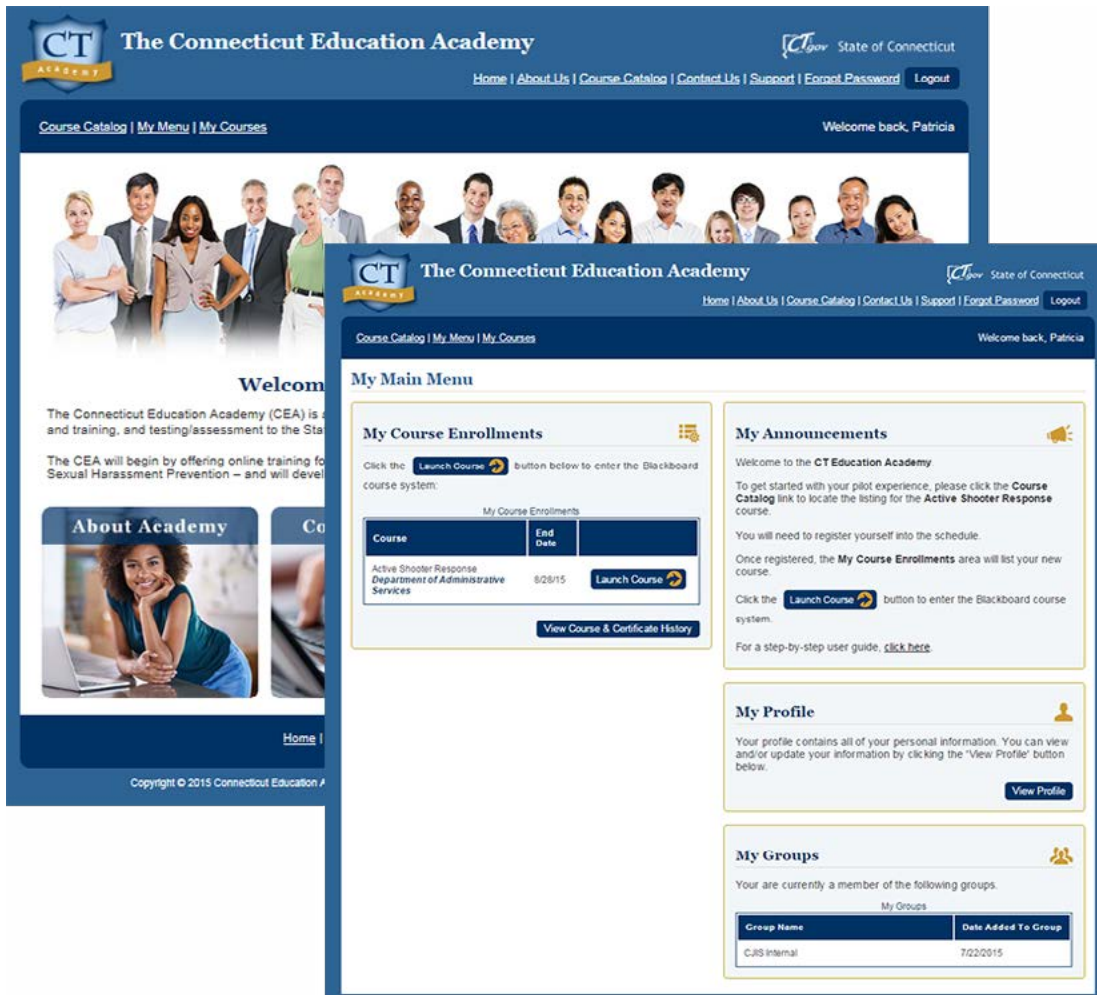 CT
ACADEMY
The Connecticut Education Academy
CTgov State of Connecticut
Home | About Us | Course Catalog | Contact Us | Support | Forgot Password Logout
Course Catalog | My Menu | My Courses
Welcome back, Patricia
Welcom
The Connecticut Education Academy (CEA) is
and training, and testing/assessment to the Sta
The CEA will begin by offering online training fo
Sexual Harassment Prevention – and will devel
About Academy
Co
Home |
Copyright © 2015 Connecticut Education A
CT
ACADEMY
The Connecticut Education Academy
CTgov State of Connecticut
Home | About Us | Course Catalog | Contact Us | Support | Forgot Password Logout
Course Catalog | My Menu | My Courses
Welcome back, Patricia
My Main Menu
My Course Enrollments
Click the Launch Course button below to enter the Blackboard
course system:
My Course Enrollments
Course End Date
Active Shooter Response
Department of Administrative
Services
8/28/15 Launch Course
View Course & Certificate History
My Announcements
Welcome to the CT Education Academy
To get started with your pilot experience, please click the Course
Catalog link to locate the listing for the Active Shooter Response
course.
You will need to register yourself into the schedule.
Once registered, the My Course Enrollments area will list your new
course.
Click the Launch Course button to enter the Blackboard course
system.
For a step-by-step user guide, click here.
My Profile
Your profile contains all of your personal information. You can view
and/or update your information by clicking the 'View Profile' button
below.
View Profile
My Groups
Your are currently a member of the following groups.
My Groups
Group Name Date Added To Group
CJIS Internal 7/22/2015